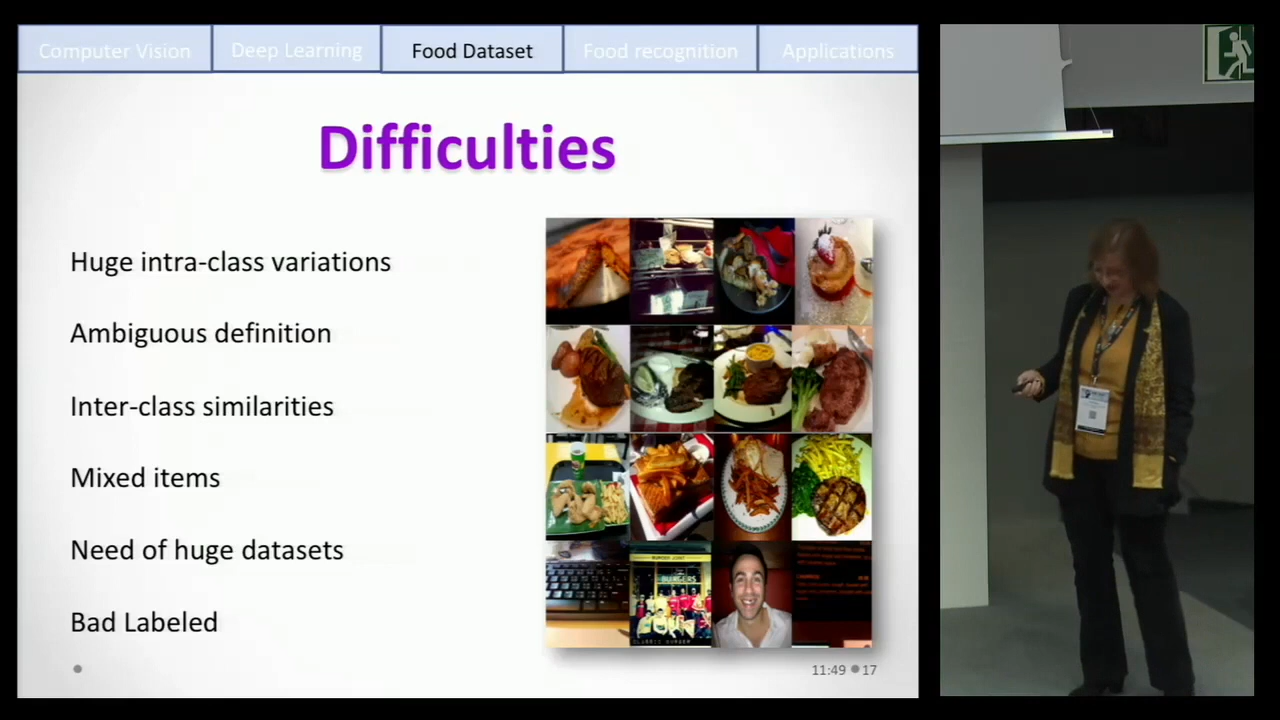 Computer Vision
Deep Learning
Food Dataset
Food recognition
Applications
Difficulties
Huge intra-class variations
Ambiguous definition
Inter-class similarities
Mixed items
Need of huge datasets
Bad Labeled
BURGERS
11:49
17